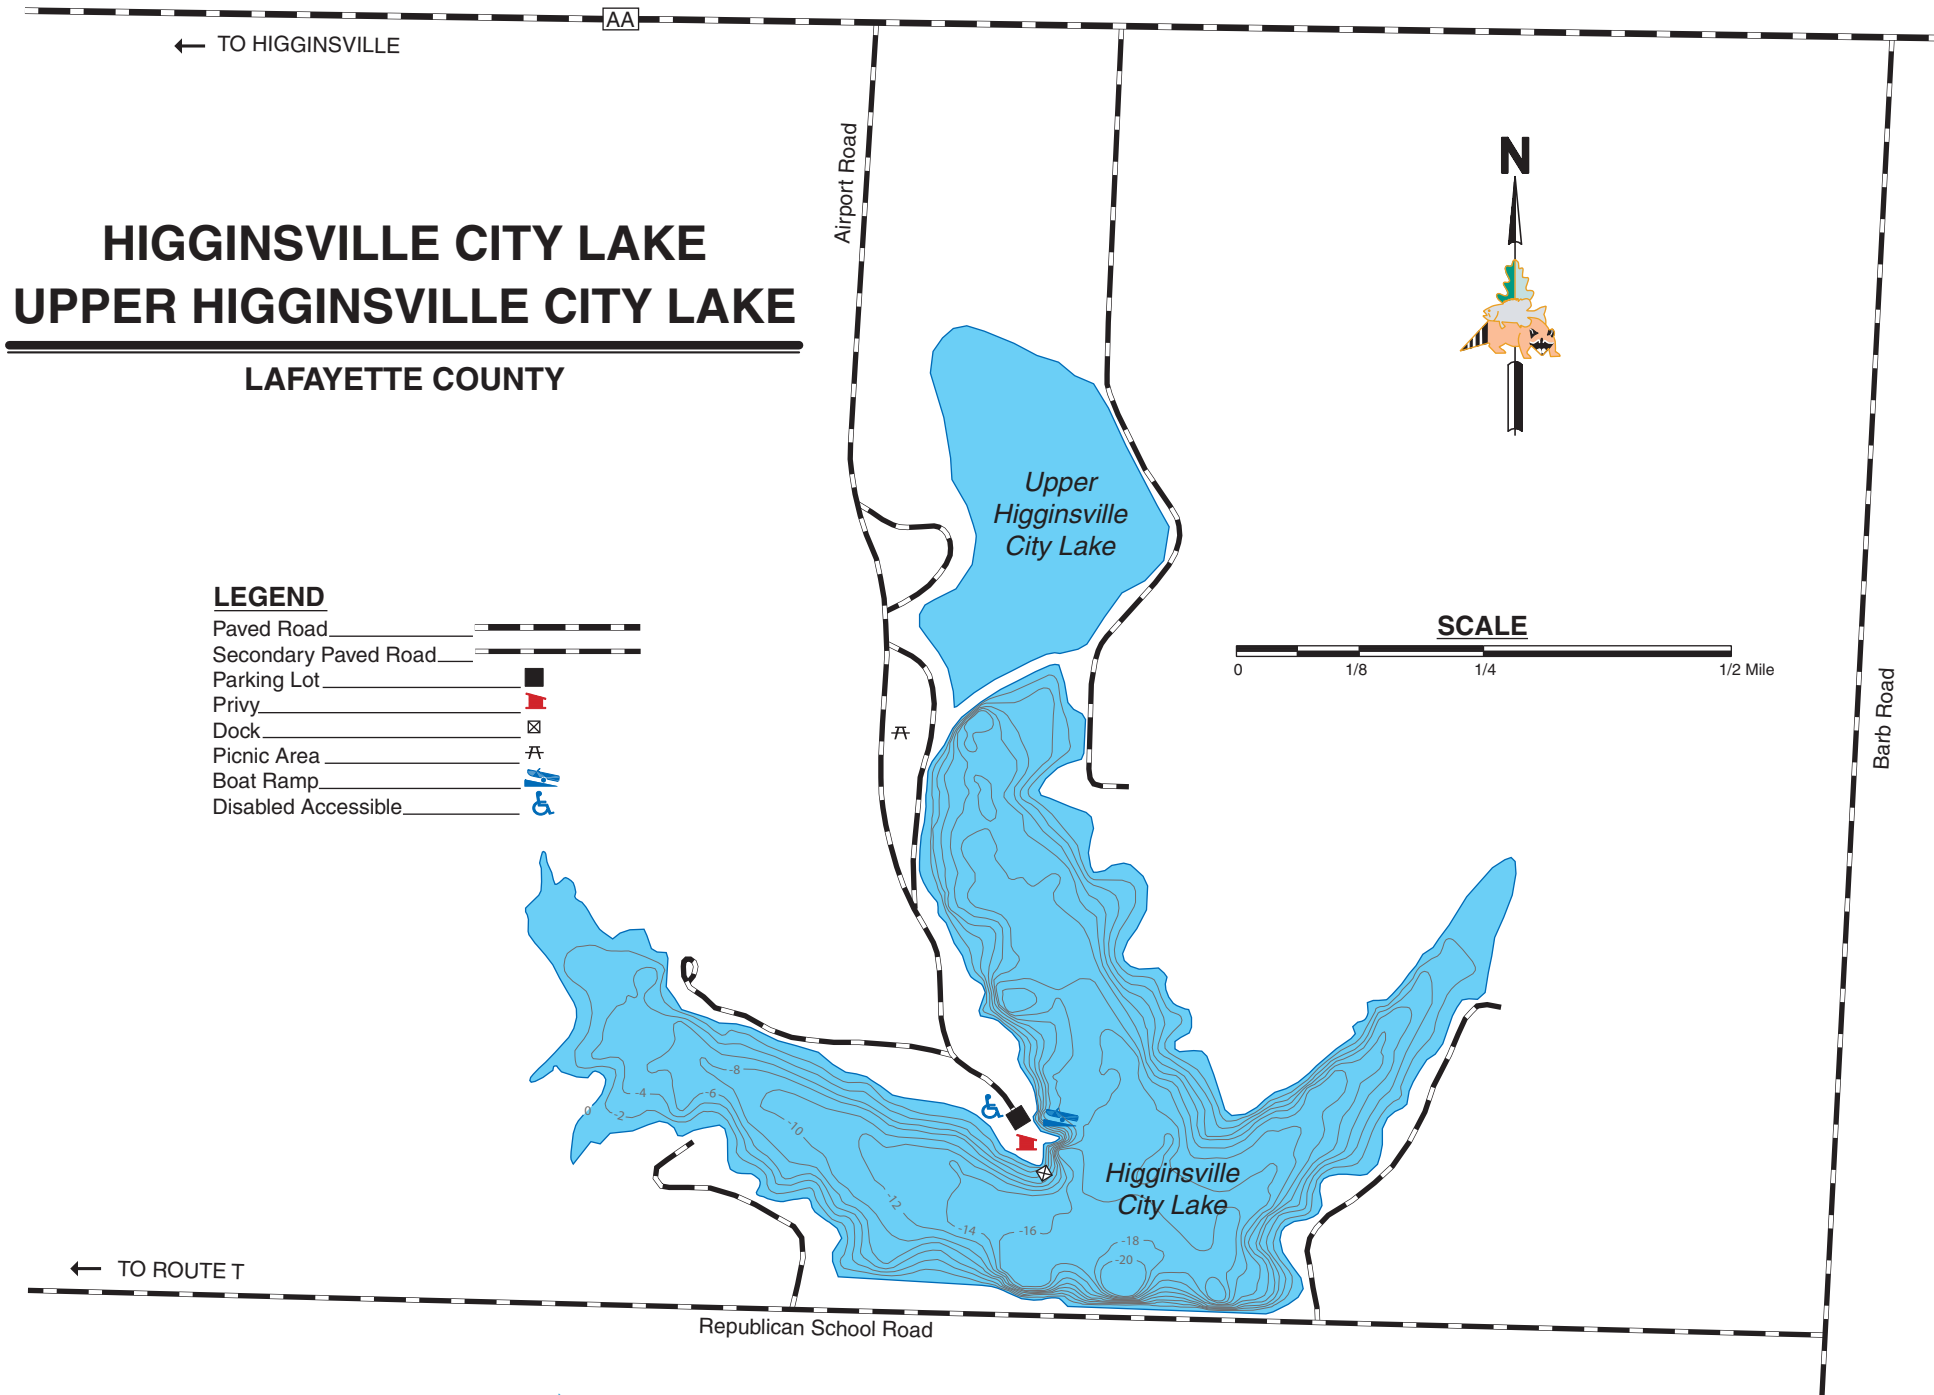 AA
TO HIGGINSVILLE
HIGGINSVILLE CITY LAKE
UPPER HIGGINSVILLE CITY LAKE
LAFAYETTE COUNTY
Airport Road
N
Upper
Higginsville
City Lake
LEGEND
Paved Road
Secondary Paved Road
Parking Lot
Privy
Dock
Picnic Area
Boat Ramp
Disabled Accessible
SCALE
0 1/8 1/4 1/2 Mile
Barb Road
-8
-4
-6
0
-2
-10
-12
-14
-16
-18
-20
Higginsville
City Lake
TO ROUTE T
Republican School Road